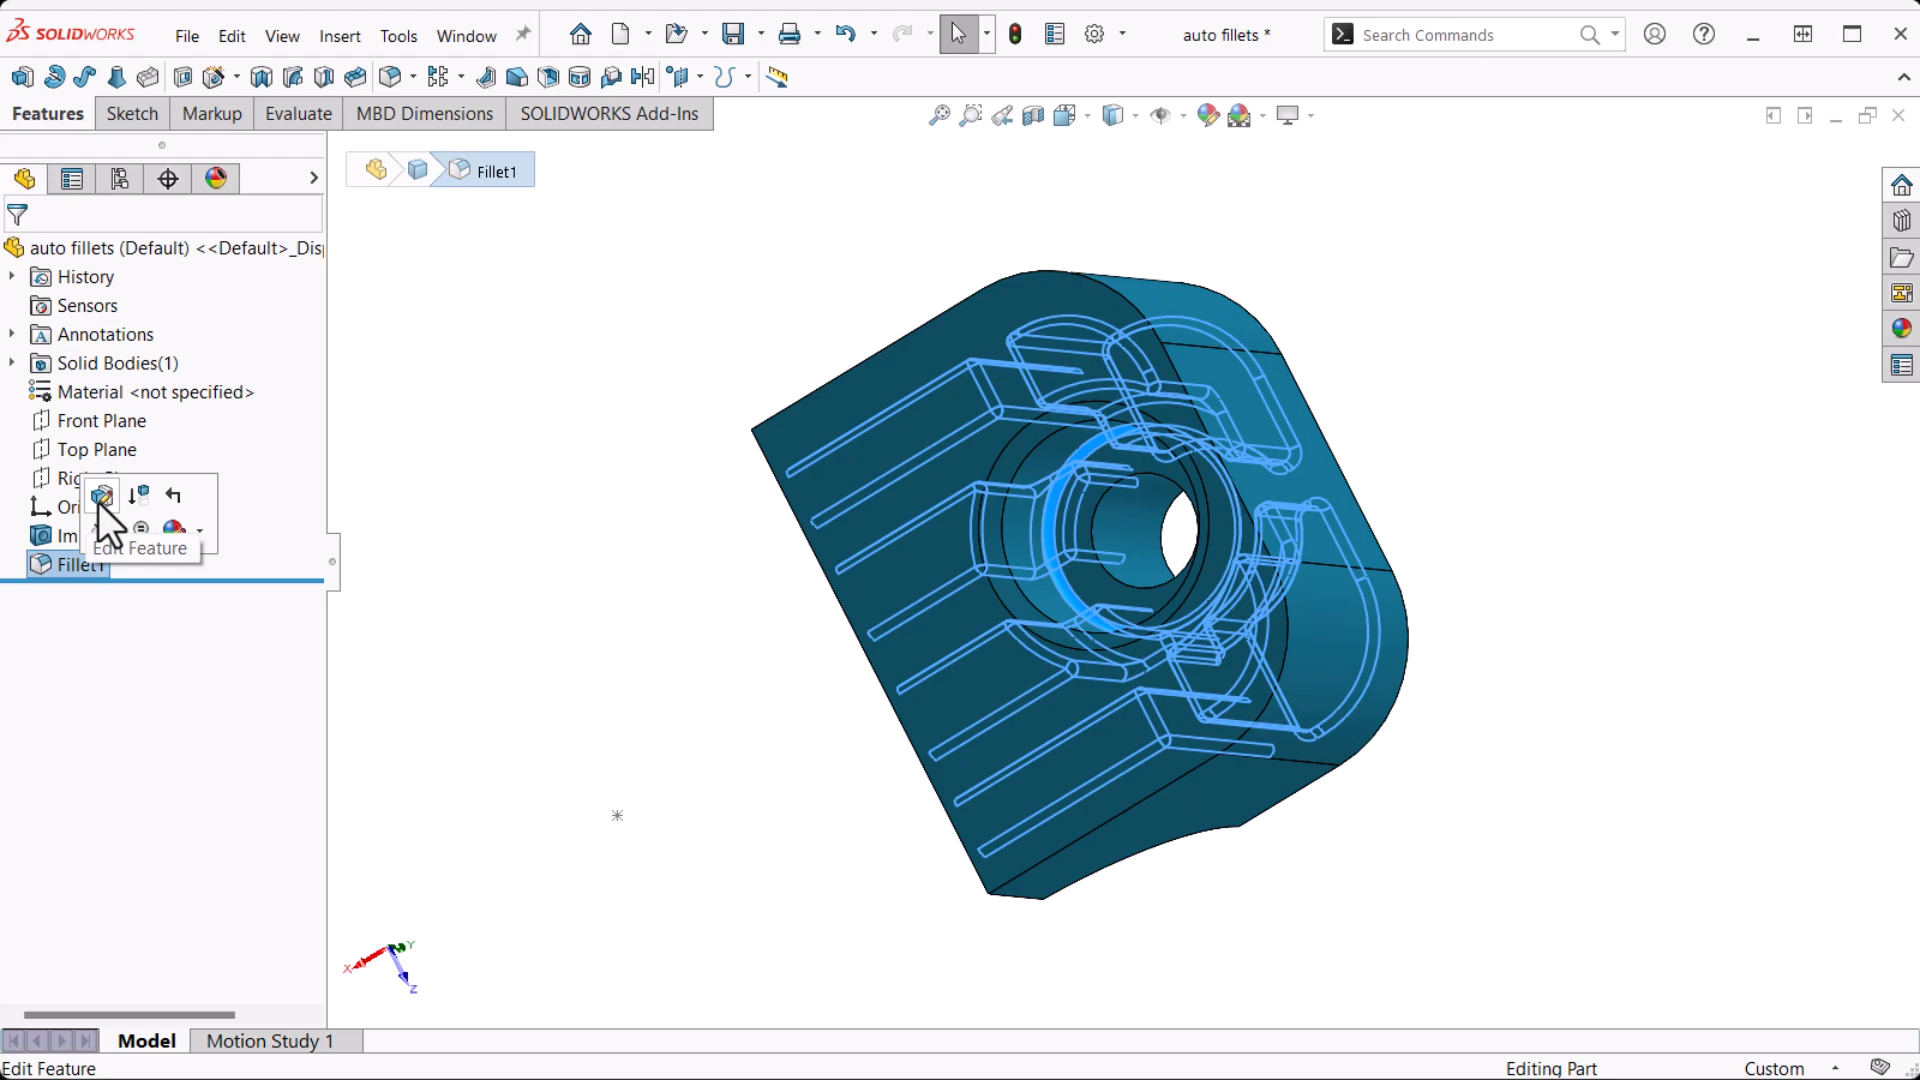 SOLIDWORKS
File Edit View Insert Tools Window
auto fillets *
Search Commands
Features Sketch Markup Evaluate MBD Dimensions SOLIDWORKS Add-Ins
Fillet1
auto fillets (Default) <<Default>_Disp
History
Sensors
Annotations
Solid Bodies(1)
Material <not specified>
Front Plane
Top Plane
Edit Feature
Fillet1
X Y Z
Model Motion Study 1
Edit Feature Editing Part Custom